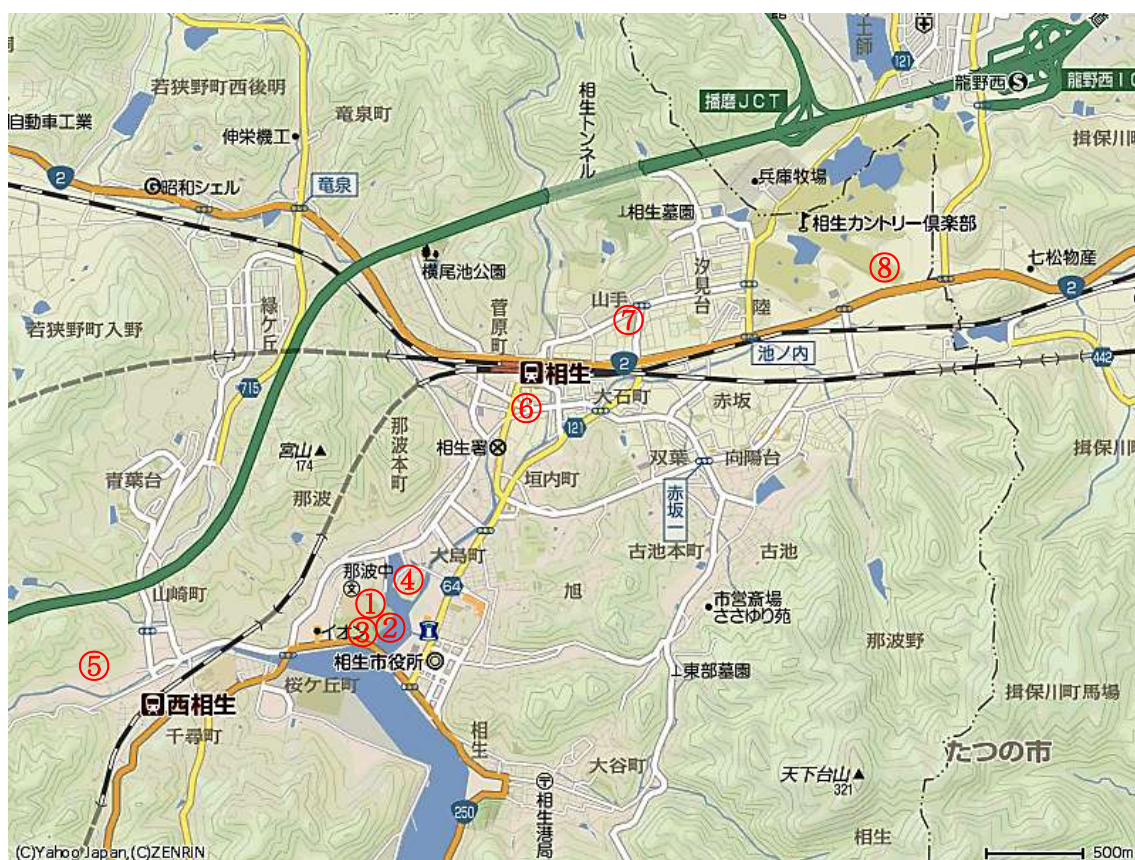 若狭野町西後明
竜泉町
相生トンネル
土師
121
龍野西
龍野西IC
播磨JCT
自動車工業
伸栄機工
揖保川町
2
昭和シェル
竜泉
兵庫牧場
相生墓園
相生カントリー倶楽部
横尾池公園
汐見台
⑧
七松物産
2
緑ケ丘
菅原町
山手
陸
若狭野町入野
⑦
池ノ内
2
相生
442
715
⑥
大石町
赤坂
121
那波本町
宮山
174
相生署
双葉
向陽台
揖保川町
青葉台
那波
垣内町
赤坂一
大島町
古池本町
古池
那波中
④
64
旭
山崎町
①
市営斎場
ささゆり苑
イオン
③
②
那波野
⑤
相生市役所
東部墓園
桜ケ丘町
西相生
揖保川町馬場
千尋町
相生
たつの市
大谷町
天下台山
321
相生港局
250
相生
(C)Yahoo Japan,(C)ZENRIN
500m